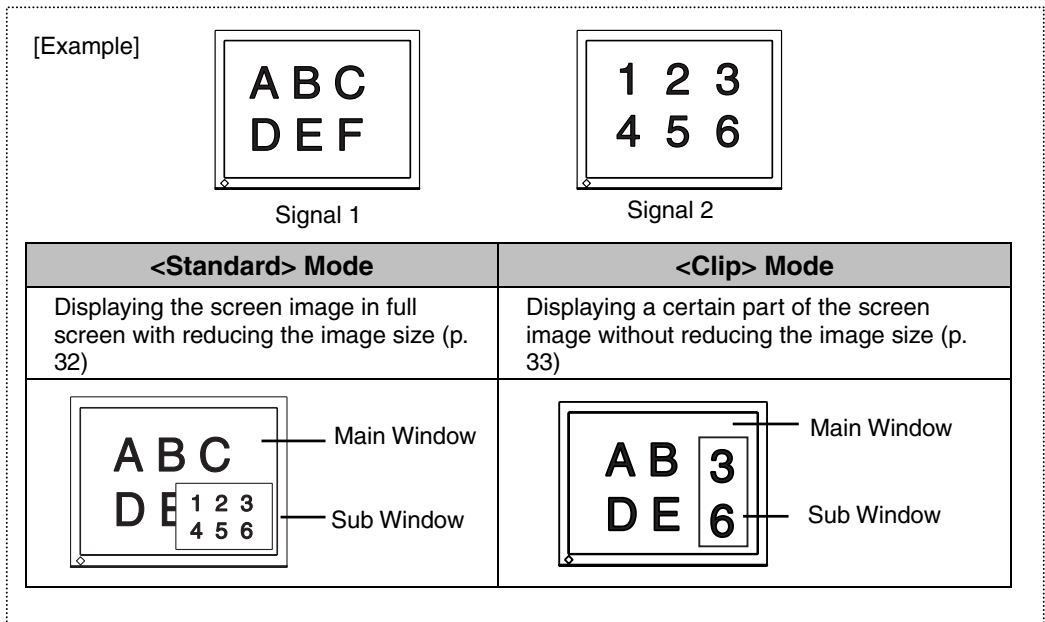 [Example]
A B C
D E F
Signal 1
1 2 3
4 5 6
Signal 2
<Standard> Mode
Displaying the screen image in full
screen with reducing the image size (p.
32)
<Clip> Mode
Displaying a certain part of the screen
image without reducing the image size (p.
33)
A B C
D E
1 2 3
4 5 6
Main Window
Sub Window
A B 3
D E 6
Main Window
Sub Window